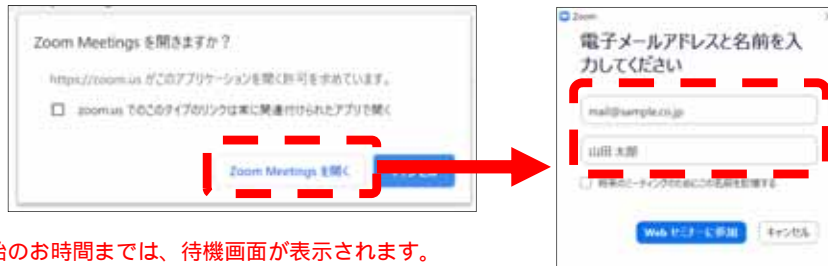 Zoom Meetings を開きますか？
https://zoom.us がこのアプリケーションを開く許可を求めています。
zoom.us でのこのタイプのリンクは常に関連付けられたアプリで開く
Zoom Meetings を開く
Zoom
電子メールアドレスと名前を入
力してください
mail@sample.co.jp
山田 太郎
将来のミーティングのためにこの名前を記憶する
Web セミナーに参加 キャンセル
のお時間までは、待機画面が表示されます。